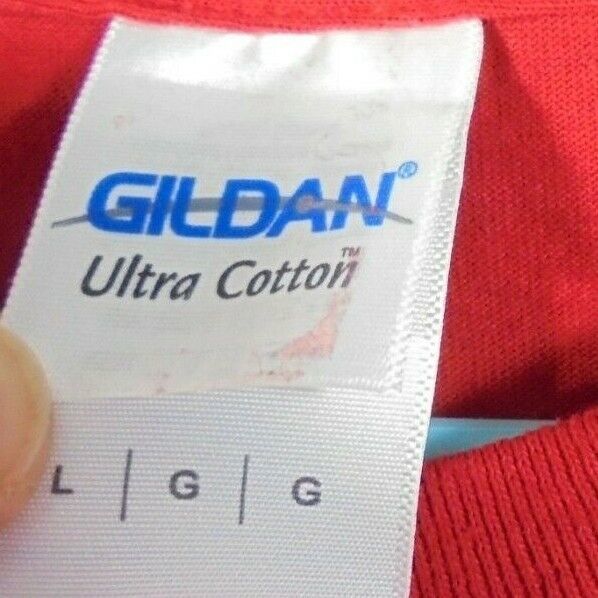 GILDAN®
Ultra Cotton™
L | G | G